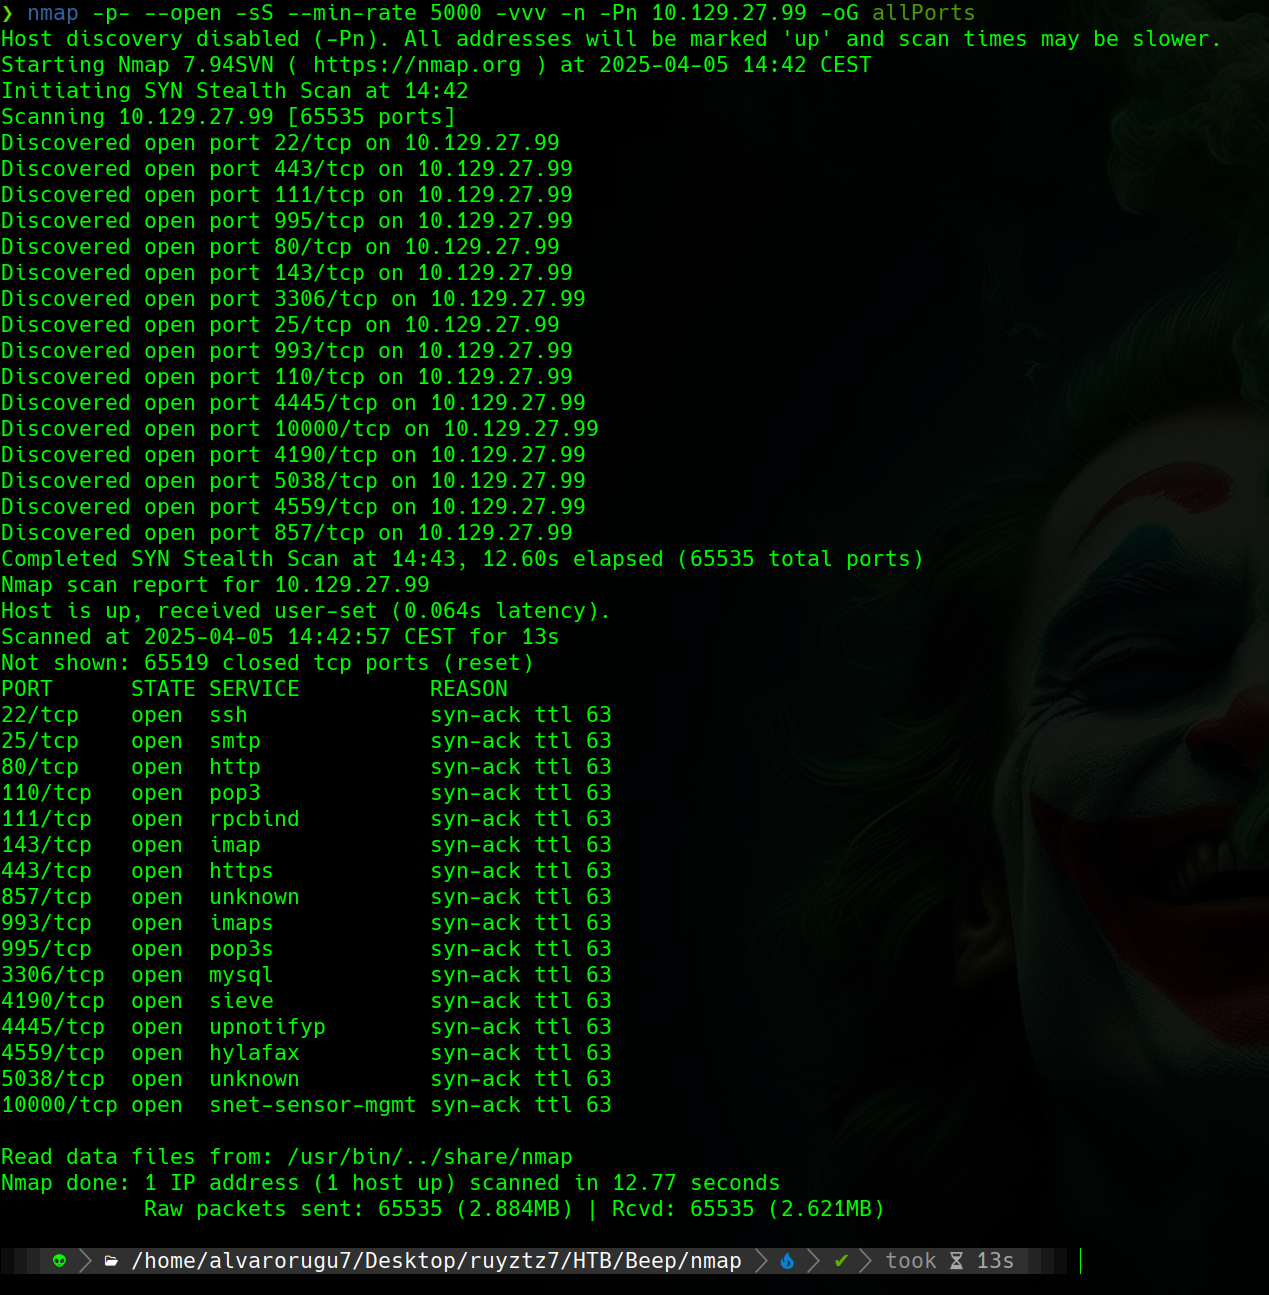 ❯ nmap -p- --open -sS --min-rate 5000 -vvv -n -Pn 10.129.27.99 -oG allPorts
Host discovery disabled (-Pn). All addresses will be marked 'up' and scan times may be slower.
Starting Nmap 7.94SVN ( https://nmap.org ) at 2025-04-05 14:42 CEST
Initiating SYN Stealth Scan at 14:42
Scanning 10.129.27.99 [65535 ports]
Discovered open port 22/tcp on 10.129.27.99
Discovered open port 443/tcp on 10.129.27.99
Discovered open port 111/tcp on 10.129.27.99
Discovered open port 995/tcp on 10.129.27.99
Discovered open port 80/tcp on 10.129.27.99
Discovered open port 143/tcp on 10.129.27.99
Discovered open port 3306/tcp on 10.129.27.99
Discovered open port 25/tcp on 10.129.27.99
Discovered open port 993/tcp on 10.129.27.99
Discovered open port 110/tcp on 10.129.27.99
Discovered open port 4445/tcp on 10.129.27.99
Discovered open port 10000/tcp on 10.129.27.99
Discovered open port 4190/tcp on 10.129.27.99
Discovered open port 5038/tcp on 10.129.27.99
Discovered open port 4559/tcp on 10.129.27.99
Discovered open port 857/tcp on 10.129.27.99
Completed SYN Stealth Scan at 14:43, 12.60s elapsed (65535 total ports)
Nmap scan report for 10.129.27.99
Host is up, received user-set (0.064s latency).
Scanned at 2025-04-05 14:42:57 CEST for 13s
Not shown: 65519 closed tcp ports (reset)
PORT      STATE SERVICE          REASON
22/tcp    open  ssh              syn-ack ttl 63
25/tcp    open  smtp             syn-ack ttl 63
80/tcp    open  http             syn-ack ttl 63
110/tcp   open  pop3             syn-ack ttl 63
111/tcp   open  rpcbind          syn-ack ttl 63
143/tcp   open  imap             syn-ack ttl 63
443/tcp   open  https            syn-ack ttl 63
857/tcp   open  unknown          syn-ack ttl 63
993/tcp   open  imaps            syn-ack ttl 63
995/tcp   open  pop3s            syn-ack ttl 63
3306/tcp  open  mysql            syn-ack ttl 63
4190/tcp  open  sieve            syn-ack ttl 63
4445/tcp  open  upnotifyp        syn-ack ttl 63
4559/tcp  open  hylafax          syn-ack ttl 63
5038/tcp  open  unknown          syn-ack ttl 63
10000/tcp open  snet-sensor-mgmt syn-ack ttl 63
Read data files from: /usr/bin/../share/nmap
Nmap done: 1 IP address (1 host up) scanned in 12.77 seconds
           Raw packets sent: 65535 (2.884MB) | Rcvd: 65535 (2.621MB)
/home/alvarorugu7/Desktop/ruyztz7/HTB/Beep/nmap ✔ took 13s